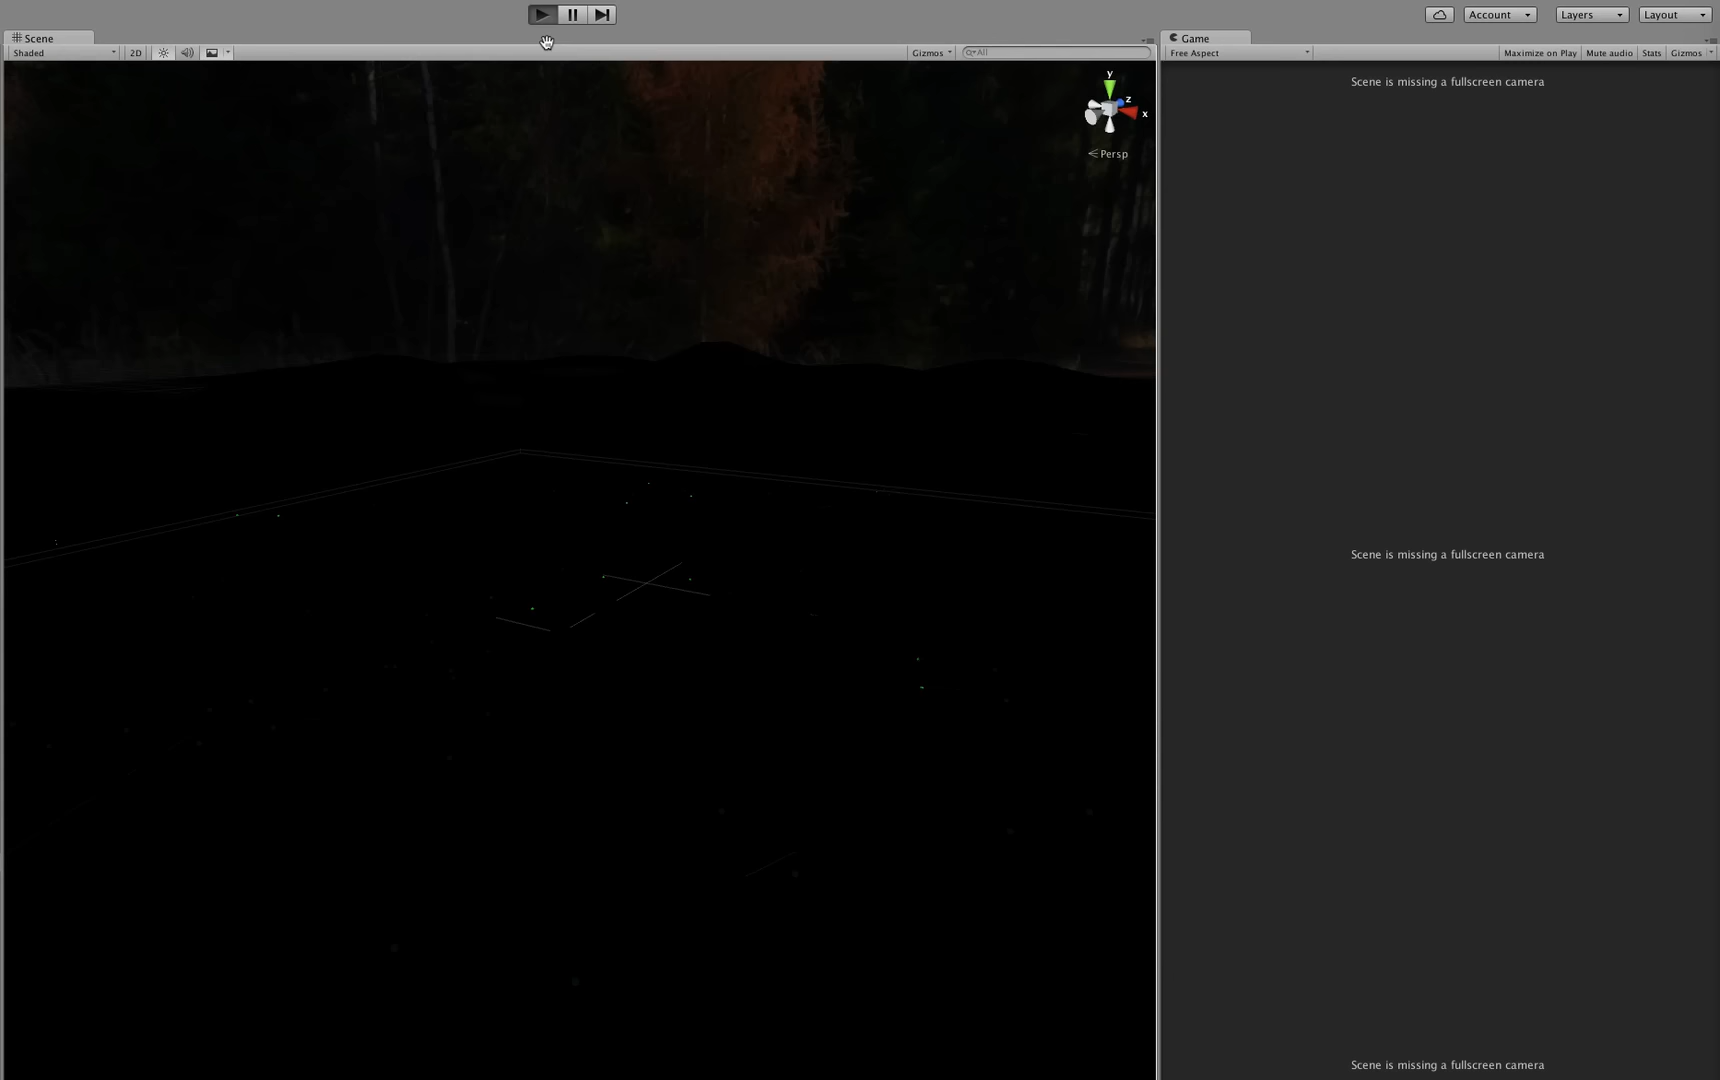 Account
Layers
Layout
Scene
Game
Shaded
2D
Gizmos
All
Free Aspect
Maximize on Play
Mute audio
Stats
Gizmos
y
z
x
Persp
Scene is missing a fullscreen camera
Scene is missing a fullscreen camera
Scene is missing a fullscreen camera